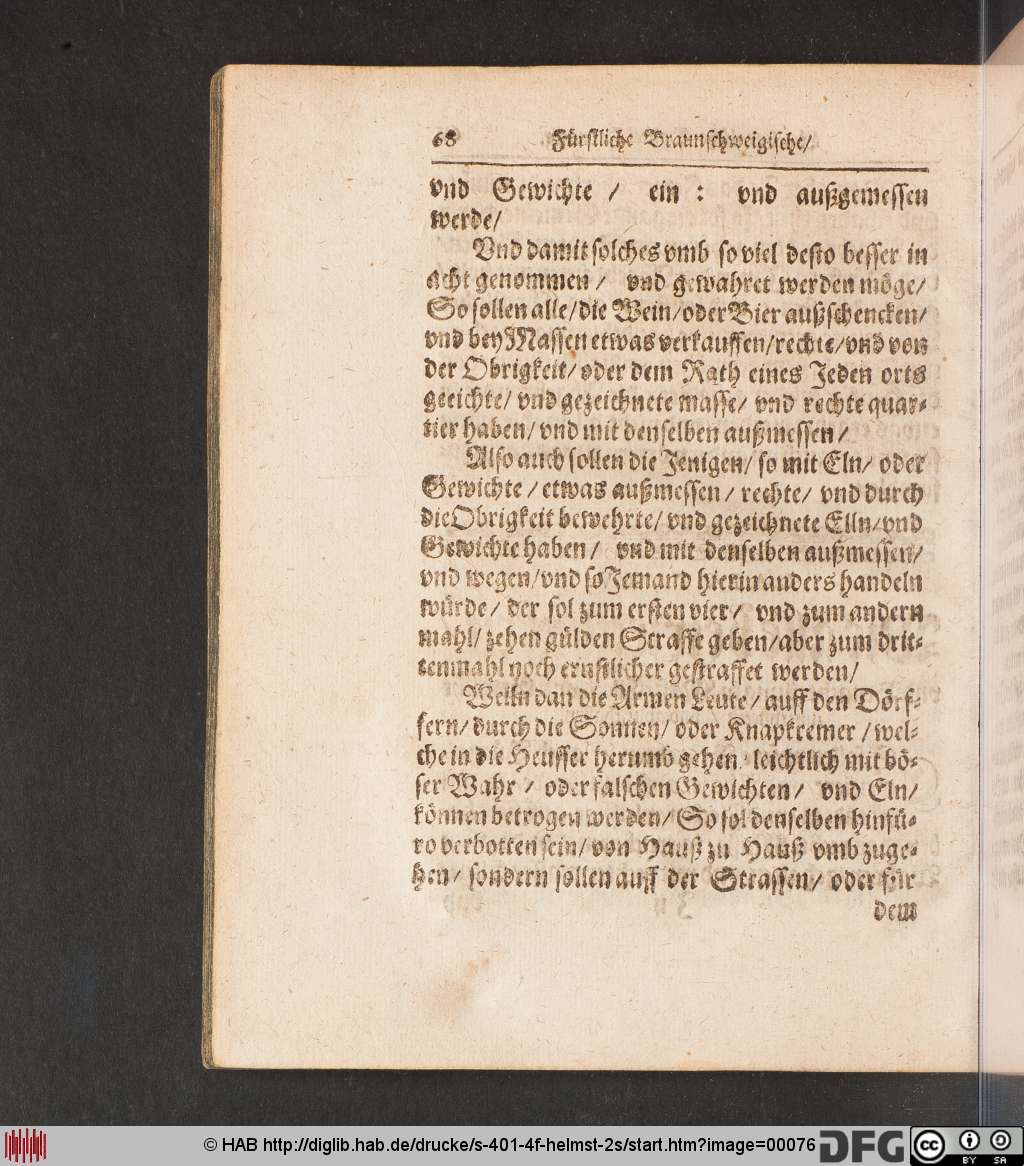 68 Fürstliche Braunschweigische/
vnd Gewichte / ein : vnd außgemessen
werde/
Vnd damit solches vmb so viel desto besser in
acht genommen / vnd gewahret werden möge/
So sollen alle/die Wein/oder Bier außschencken/
vnd bey Massen etwas verkauffen/rechte/vnd von
der Obrigkeit/ oder dem Rath eines Jeden orts
geeichte/ vnd gezeichnete masse/ vnd rechte quar-
tier haben/ vnd mit denselben außmessen /
Also auch sollen die Jenigen/ so mit Eln/ oder
Gewichte / etwas außmessen / rechte/ vnd durch
die Obrigkeit bewehrte/ vnd gezeichnete Elln/vnd
Gewichte haben / vnd mit denselben außmessen/
vnd wegen/vnd so Jemand hierin anders handeln
würde / der sol zum ersten vier / vnd zum andern
mahl/ zehen gülden Straffe geben/aber zum drit-
tenmahl noch ernstlicher gestraffet werden/
Weiln dan die Armen Leute / auff den Dörf-
fern/ durch die Sonnen/ oder Knapkremer / wel-
che in die Heusser herumb gehen / leichtlich mit bö-
ser Wahr / oder falschen Gewichten / vnd Eln/
können betrogen werden/ So sol denselben hinfü-
ro verbotten sein/ von Hauß zu Hauß vmb zuge-
hen/ sondern sollen auff der Strassen/ oder für
dem
© HAB http://diglib.hab.de/drucke/s-401-4f-helmst-2s/start.htm?image=00076 DFG cc BY SA